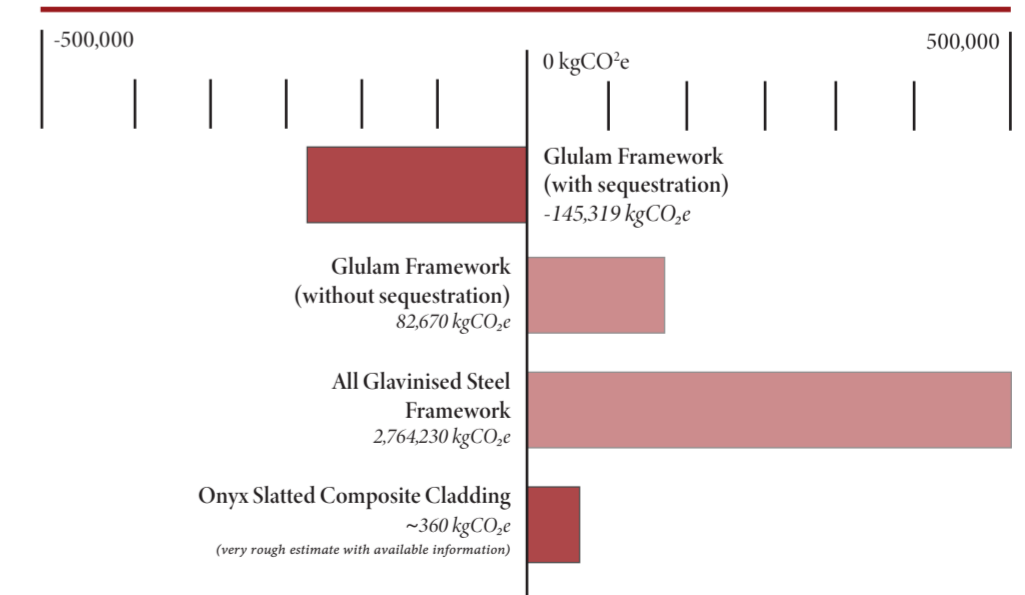 -500,000
500,000
0 kgCO²e
Glulam Framework
(with sequestration)
-145,319 kgCO₂e
Glulam Framework
(without sequestration)
82,670 kgCO₂e
All Glavinised Steel
Framework
2,764,230 kgCO₂e
Onyx Slatted Composite Cladding
~360 kgCO₂e
(very rough estimate with available information)